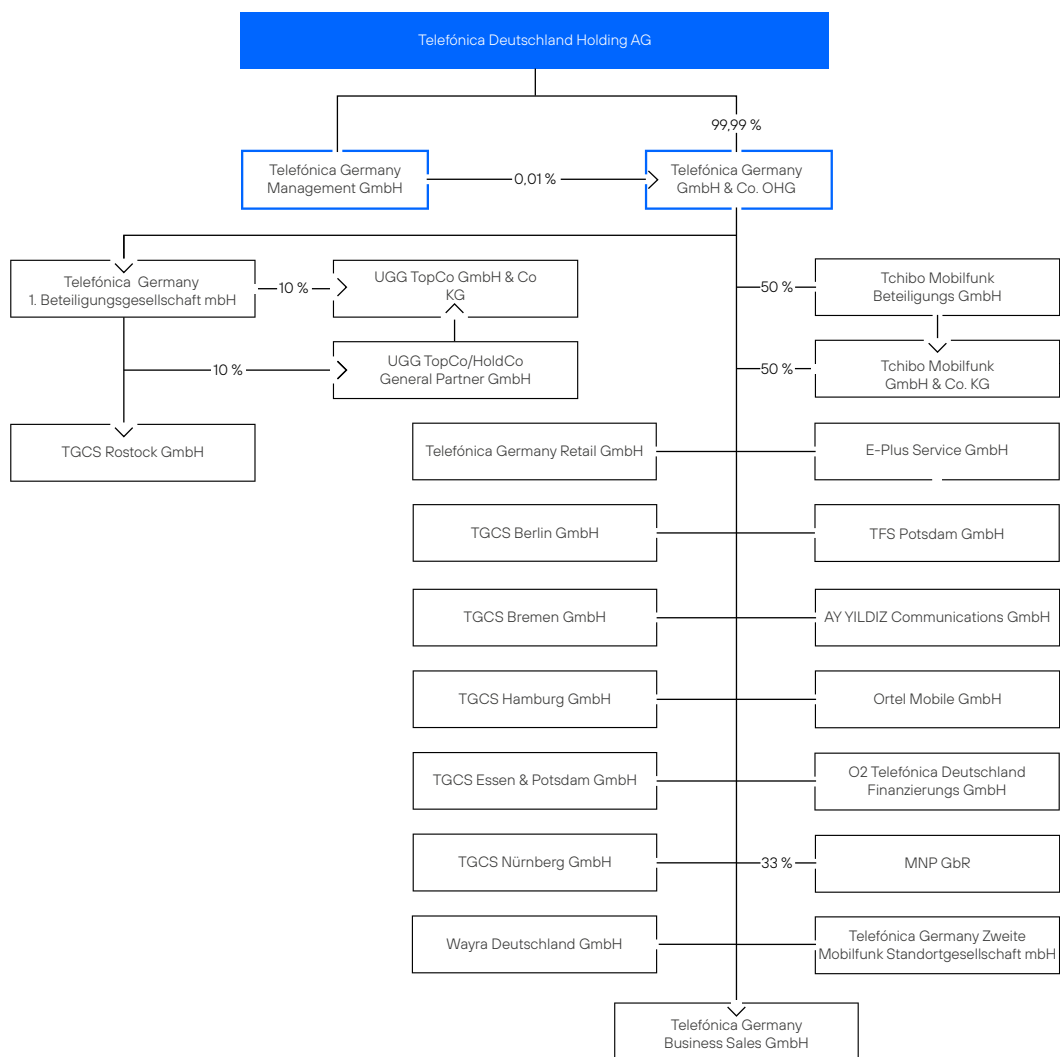 Telefónica Deutschland Holding AG
99,99 %
Telefónica Germany
Management GmbH
0,01 %
Telefónica Germany
GmbH & Co. OHG
Telefónica Germany
1. Beteiligungsgesellschaft mbH
10 %
UGG TopCo GmbH & Co
KG
50 %
Tchibo Mobilfunk
Beteiligungs GmbH
10 %
UGG TopCo/HoldCo
General Partner GmbH
50 %
Tchibo Mobilfunk
GmbH & Co. KG
TGCS Rostock GmbH
Telefónica Germany Retail GmbH
E-Plus Service GmbH
TGCS Berlin GmbH
TFS Potsdam GmbH
TGCS Bremen GmbH
AY YILDIZ Communications GmbH
TGCS Hamburg GmbH
Ortel Mobile GmbH
TGCS Essen & Potsdam GmbH
O2 Telefónica Deutschland
Finanzierungs GmbH
TGCS Nürnberg GmbH
33 %
MNP GbR
Wayra Deutschland GmbH
Telefónica Germany Zweite
Mobilfunk Standortgesellschaft mbH
Telefónica Germany
Business Sales GmbH